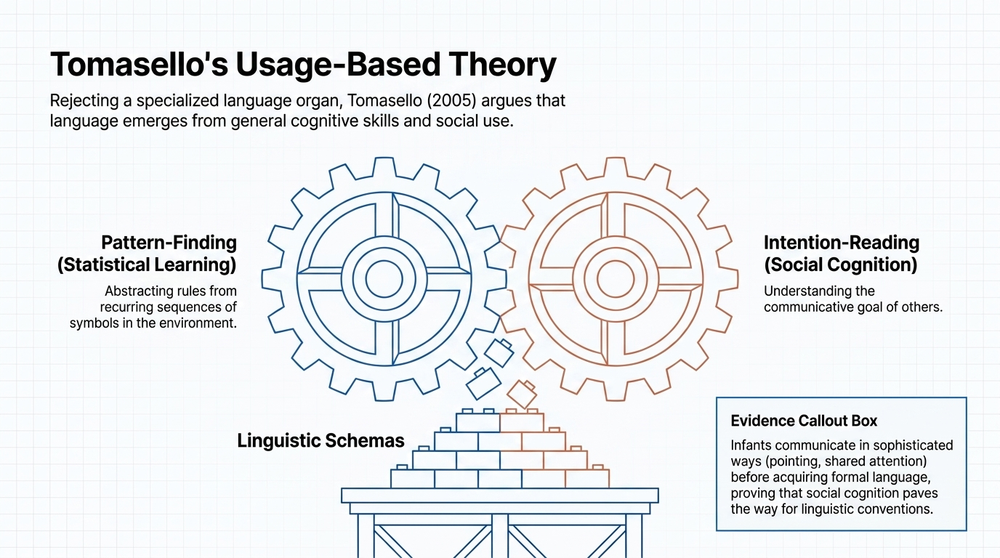 Tomasello's Usage-Based Theory
Rejecting a specialized language organ, Tomasello (2005) argues that
language emerges from general cognitive skills and social use.
Pattern-Finding
(Statistical Learning)
Abstracting rules from
recurring sequences of
symbols in the environment.
Intention-Reading
(Social Cognition)
Understanding the
communicative goal of others.
Linguistic Schemas
Evidence Callout Box
Infants communicate in sophisticated
ways (pointing, shared attention)
before acquiring formal language,
proving that social cognition paves
the way for linguistic conventions.